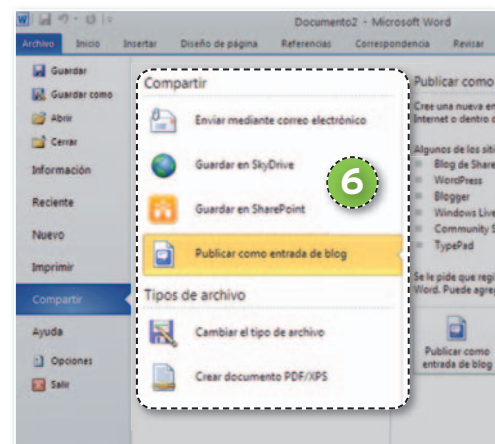 Documento2 - Microsoft Word
Archivo Inicio Insertar Diseño de página Referencias Correspondencia Revisar
Guardar
Guardar como
Abrir
Cerrar
Información
Reciente
Nuevo
Imprimir
Compartir
Ayuda
Opciones
Salir
Compartir
Enviar mediante correo electrónico
Guardar en SkyDrive
Guardar en SharePoint
Publicar como entrada de blog
Tipos de archivo
Cambiar el tipo de archivo
Crear documento PDF/XPS
6
Publicar como
Cree una nueva en
Internet o dentro d
Algunos de los siti
Blog de Share
WordPress
Blogger
Windows Live
Community S
TypePad
Se le pide que regi
Word. Puede agre
Publicar como
entrada de blog